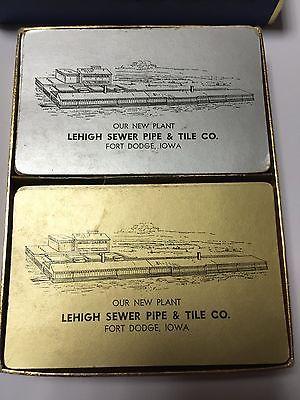 OUR NEW PLANT
LEHIGH SEWER PIPE & TILE CO.
FORT DODGE, IOWA
OUR NEW PLANT
LEHIGH SEWER PIPE & TILE CO.
FORT DODGE, IOWA